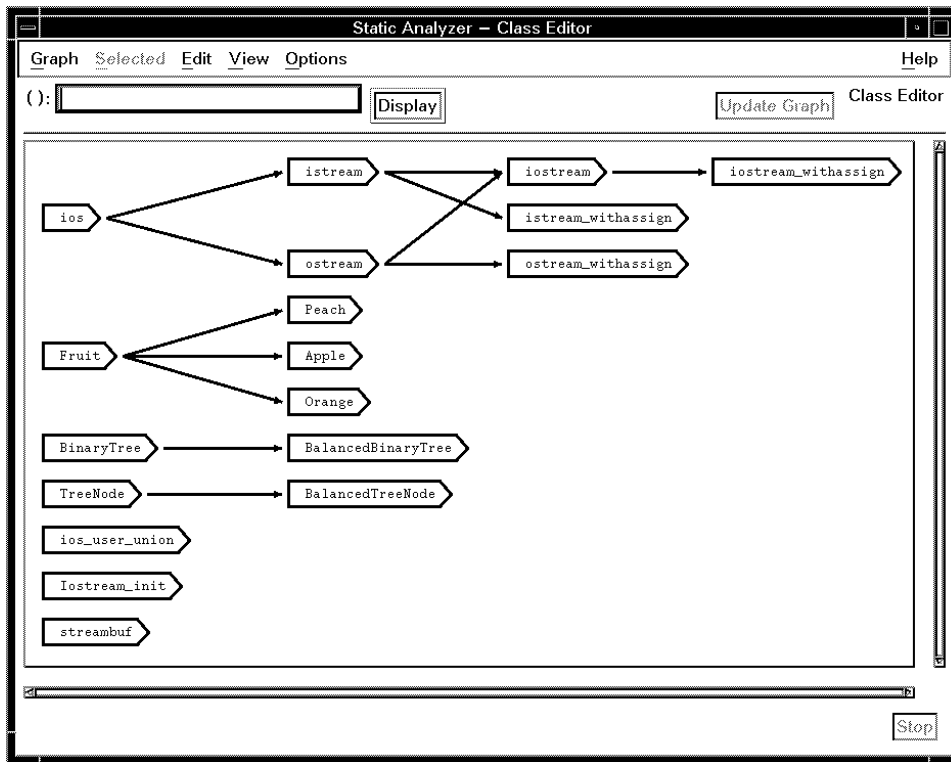 Static Analyzer – Class Editor
Graph Selected Edit View Options Help
( ): Display Update Graph Class Editor
istream iostream iostream_withassign
ios istream_withassign
ostream ostream_withassign
Peach
Fruit Apple
Orange
BinaryTree BalancedBinaryTree
TreeNode BalancedTreeNode
ios_user_union
Iostream_init
streambuf
Stop